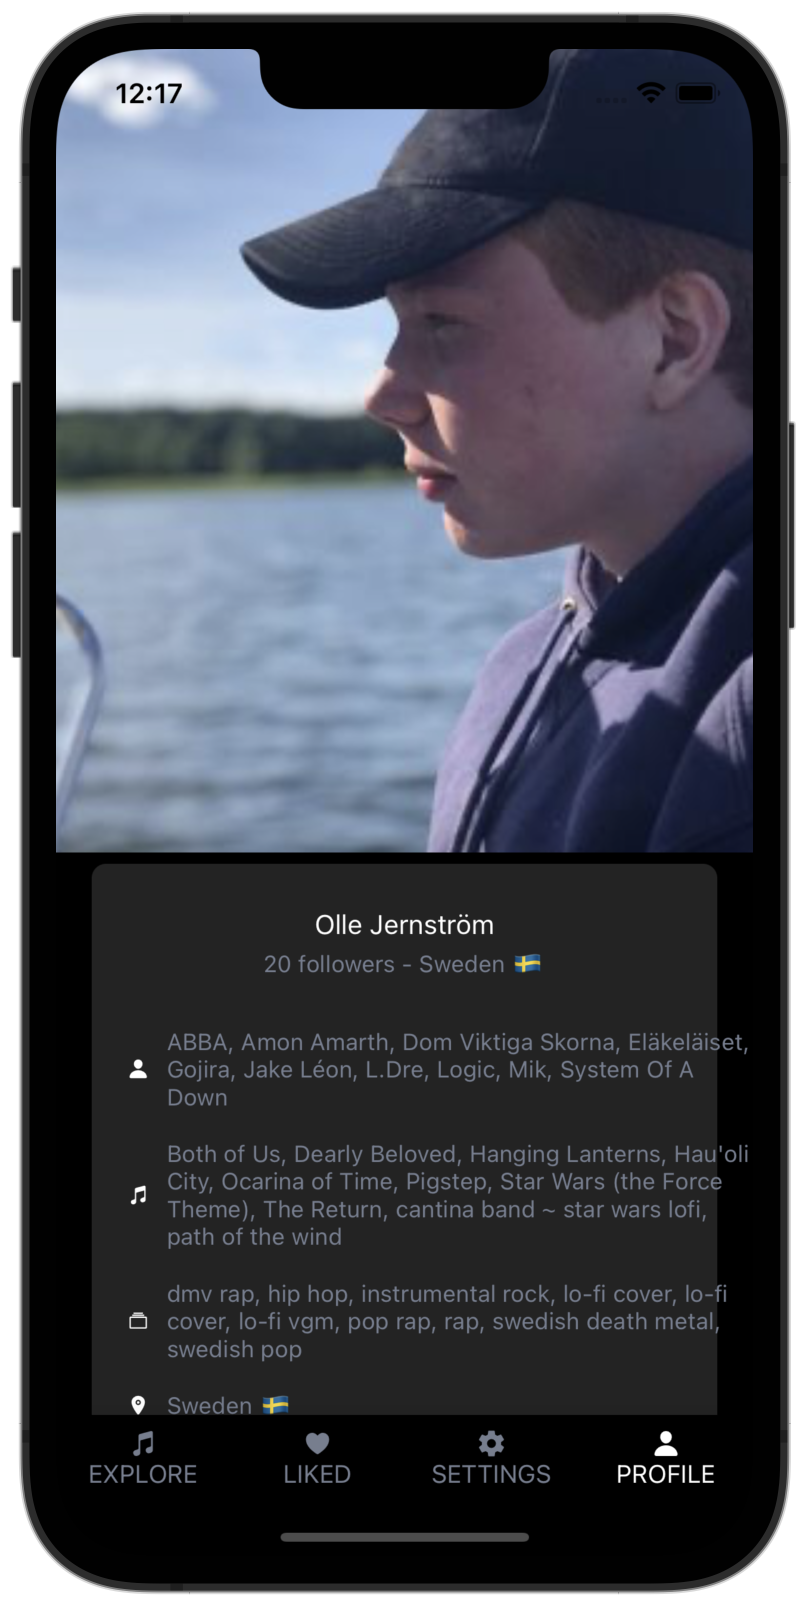 12:17
Olle Jernström
20 followers - Sweden 🇸🇪
ABBA, Amon Amarth, Dom Viktiga Skorna, Eläkeläiset,
Gojira, Jake Léon, L.Dre, Logic, Mik, System Of A
Down
Both of Us, Dearly Beloved, Hanging Lanterns, Hau'oli
City, Ocarina of Time, Pigstep, Star Wars (the Force
Theme), The Return, cantina band ~ star wars lofi,
path of the wind
dmv rap, hip hop, instrumental rock, lo-fi cover, lo-fi
cover, lo-fi vgm, pop rap, rap, swedish death metal,
swedish pop
Sweden 🇸🇪
EXPLORE LIKED SETTINGS PROFILE